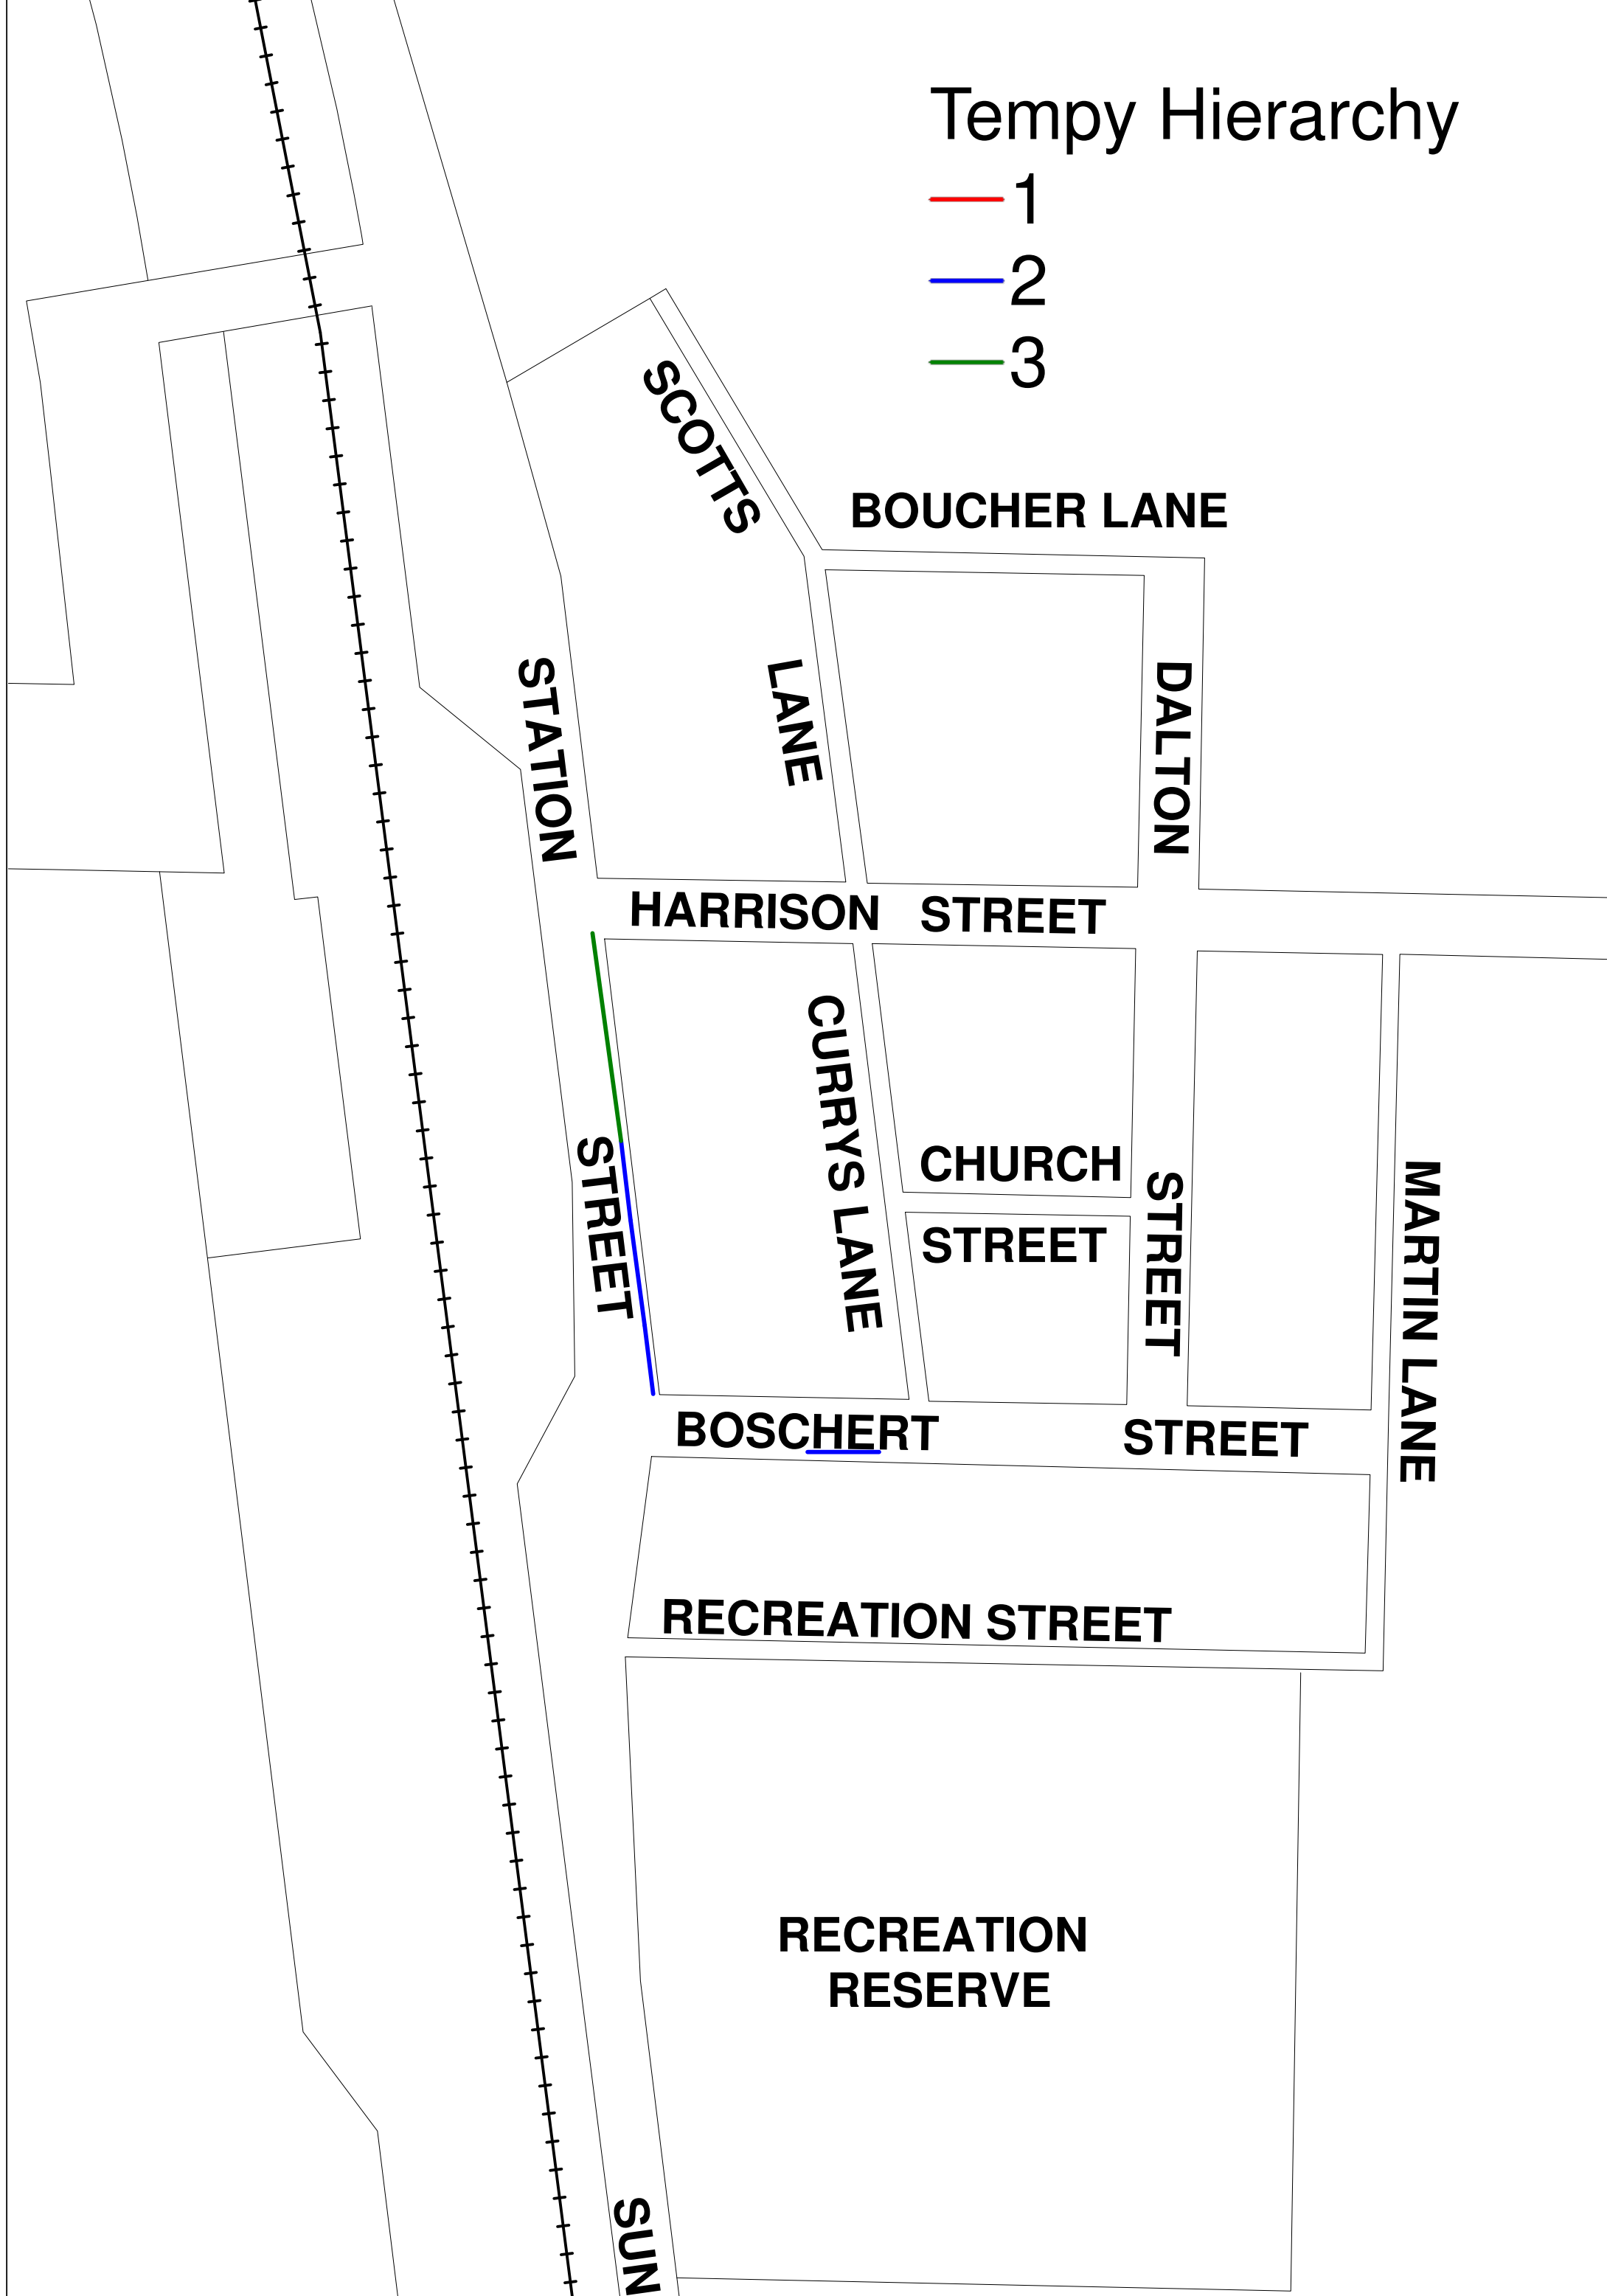 Tempy Hierarchy
1
2
3
SCOTTS
BOUCHER LANE
STATION
LANE
DALTON
HARRISON STREET
CURRYS LANE
CHURCH
STREET
STREET
STREET
MARTIN LANE
BOSCHERT STREET
RECREATION STREET
RECREATION
RESERVE
SUN